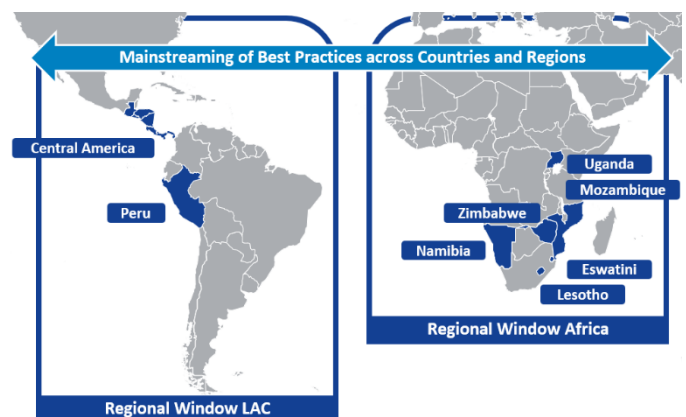 Mainstreaming of Best Practices across Countries and Regions
Central America
Peru
Regional Window LAC
Uganda
Mozambique
Zimbabwe
Namibia
Eswatini
Lesotho
Regional Window Africa